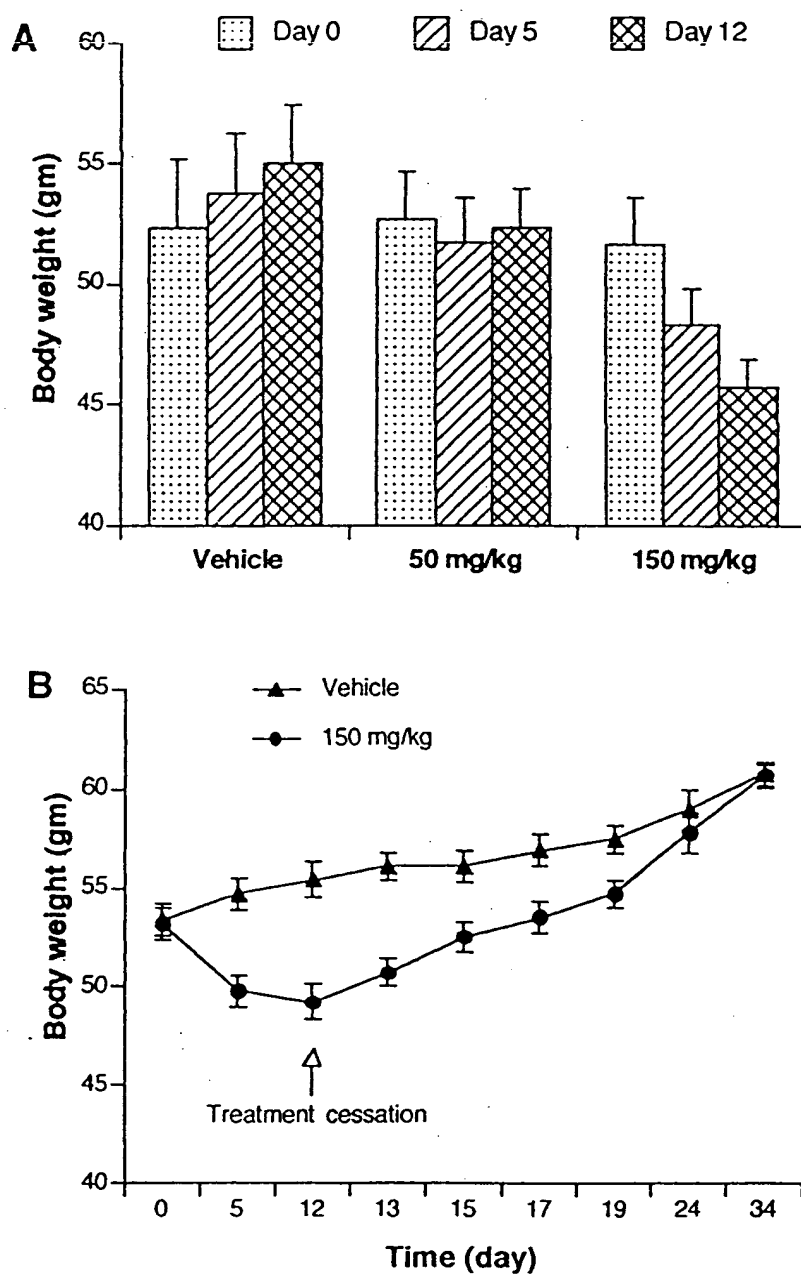 A
Day 0 Day 5 Day 12
60
55
50
45
40
Body weight (gm)
Vehicle 50 mg/kg 150 mg/kg
B
Vehicle
150 mg/kg
65
60
55
50
45
40
Body weight (gm)
Treatment cessation
0 5 12 13 15 17 19 24 34
Time (day)